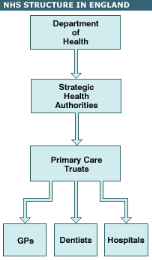 NHS STRUCTURE IN ENGLAND
Department
of
Health
Strategic
Health
Authorities
Primary Care
Trusts
GPs
Dentists
Hospitals